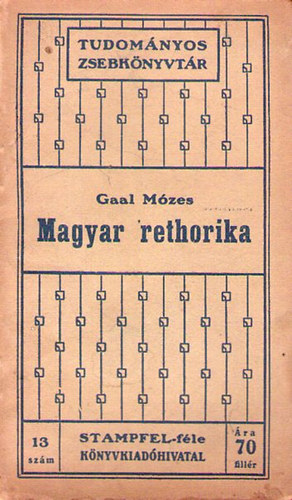 TUDOMÁNYOS
ZSEBKÖNYVTÁR
Gaal Mózes
Magyar rethorika
13
szám
STAMPFEL-féle
KÖNYVKIADÓHIVATAL
Ára
70
fillér